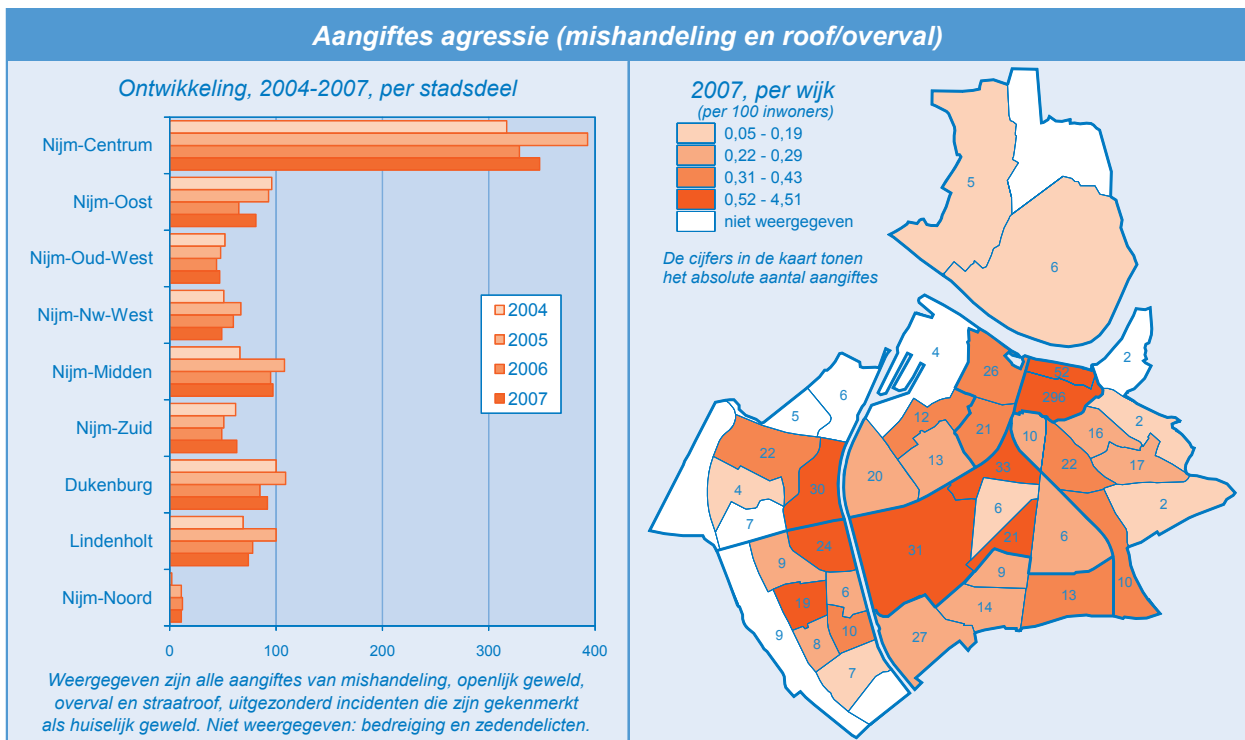 Aangiftes agressie (mishandeling en roof/overval)
Ontwikkeling, 2004-2007, per stadsdeel
Nijm-Centrum
Nijm-Oost
Nijm-Oud-West
Nijm-Nw-West
Nijm-Midden
Nijm-Zuid
Dukenburg
Lindenholt
Nijm-Noord
2004
2005
2006
2007
0 100 200 300 400
Weergegeven zijn alle aangiftes van mishandeling, openlijk geweld,
overval en straatroof, uitgezonderd incidenten die zijn gekenmerkt
als huiselijk geweld. Niet weergegeven: bedreiging en zedendelicten.
2007, per wijk
(per 100 inwoners)
0,05 - 0,19
0,22 - 0,29
0,31 - 0,43
0,52 - 4,51
niet weergegeven
De cijfers in de kaart tonen
het absolute aantal aangiftes
5
6
4
2
26
52
6
296
5
12
21
10
16
2
22
13
33
22
17
20
4
30
6
2
7
24
31
21
6
9
9
19
6
14
13
10
9
8
10
27
7